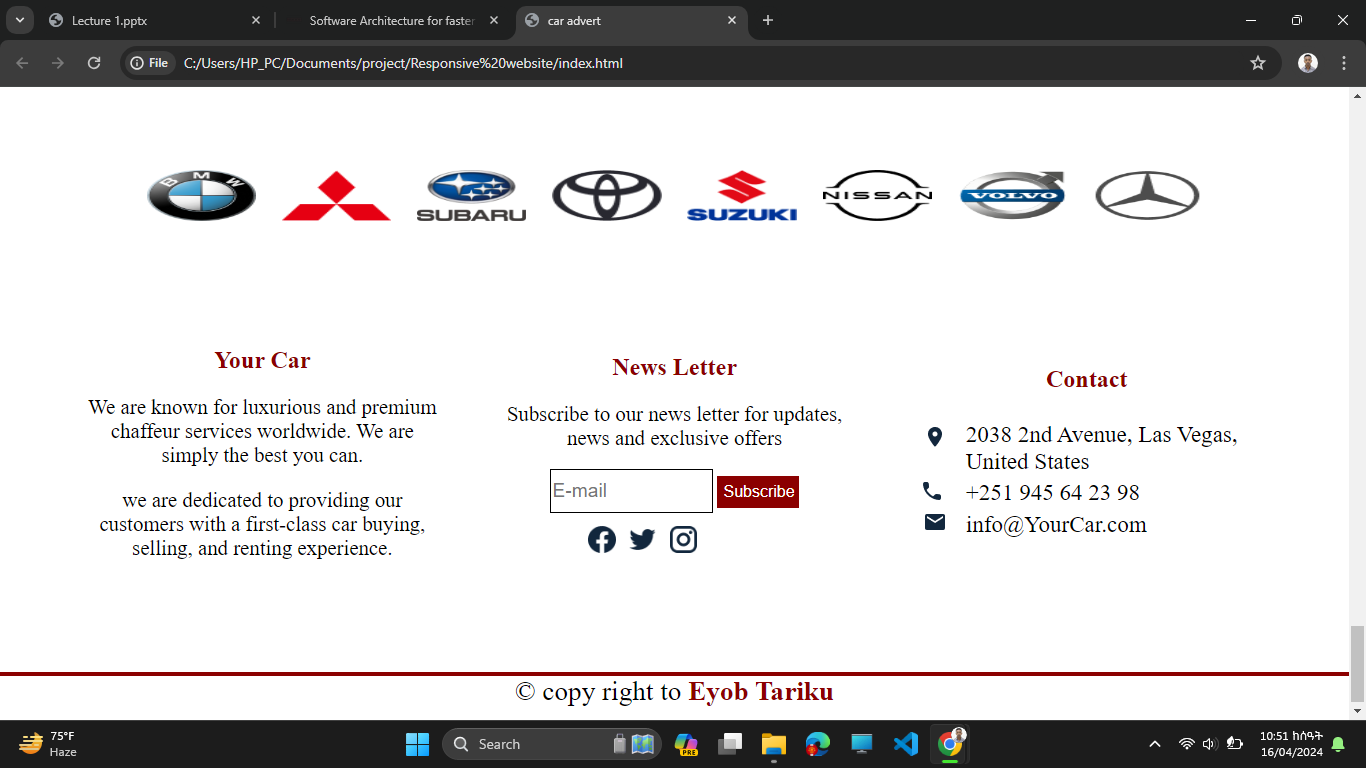 Lecture 1.pptx
Software Architecture for faster
car advert
File
C:/Users/HP_PC/Documents/project/Responsive%20website/index.html
BMW
SUBARU
SUZUKI
NISSAN
VOLVO
Your Car
We are known for luxurious and premium
chaffeur services worldwide. We are
simply the best you can.
we are dedicated to providing our
customers with a first-class car buying,
selling, and renting experience.
News Letter
Subscribe to our news letter for updates,
news and exclusive offers
E-mail
Subscribe
Contact
2038 2nd Avenue, Las Vegas,
United States
+251 945 64 23 98
info@YourCar.com
© copy right to Eyob Tariku
75°F
Haze
Search
PRE
10:51 ከሰዓት
16/04/2024